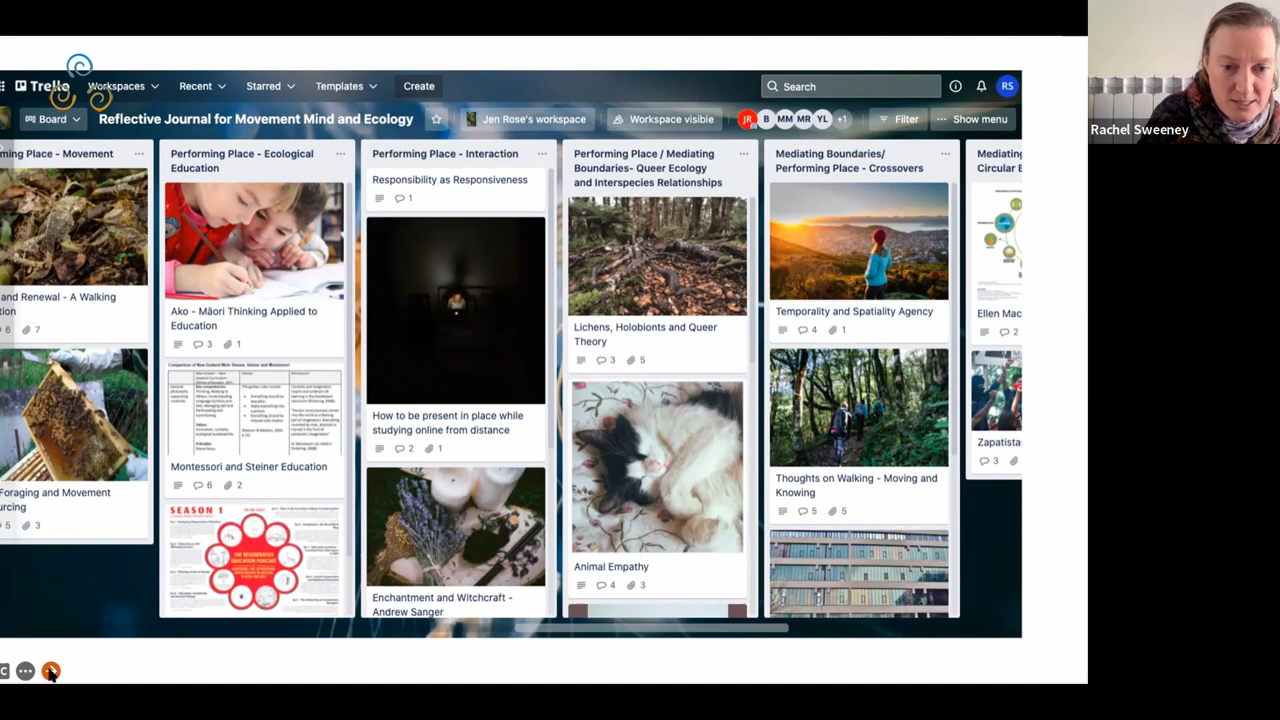 Trello
Workspaces
Recent
Starred
Templates
Create
Search
RS
Board
Reflective Journal for Movement Mind and Ecology
Jen Rose's workspace
Workspace visible
JR
B
MM
MR
YL
+1
Filter
Show menu
Rachel Sweeney
ming Place - Movement
and Renewal - A Walking
tion
6
7
Foraging and Movement
urcing
5
3
Performing Place - Ecological
Education
Ako - Māori Thinking Applied to
Education
3
1
Montessori and Steiner Education
6
2
SEASON 1
THE REGENERATIVE
EDUCATION PODCAST
Performing Place - Interaction
Responsibility as Responsiveness
1
How to be present in place while
studying online from distance
2
1
Enchantment and Witchcraft -
Andrew Sanger
Performing Place / Mediating
Boundaries- Queer Ecology
and Interspecies Relationships
Lichens, Holobionts and Queer
Theory
3
5
Animal Empathy
4
3
Mediating Boundaries/
Performing Place - Crossovers
Temporality and Spatiality Agency
4
1
Thoughts on Walking - Moving and
Knowing
5
5
Mediating
Circular E
Ellen Mac
2
Zapatista
3
C